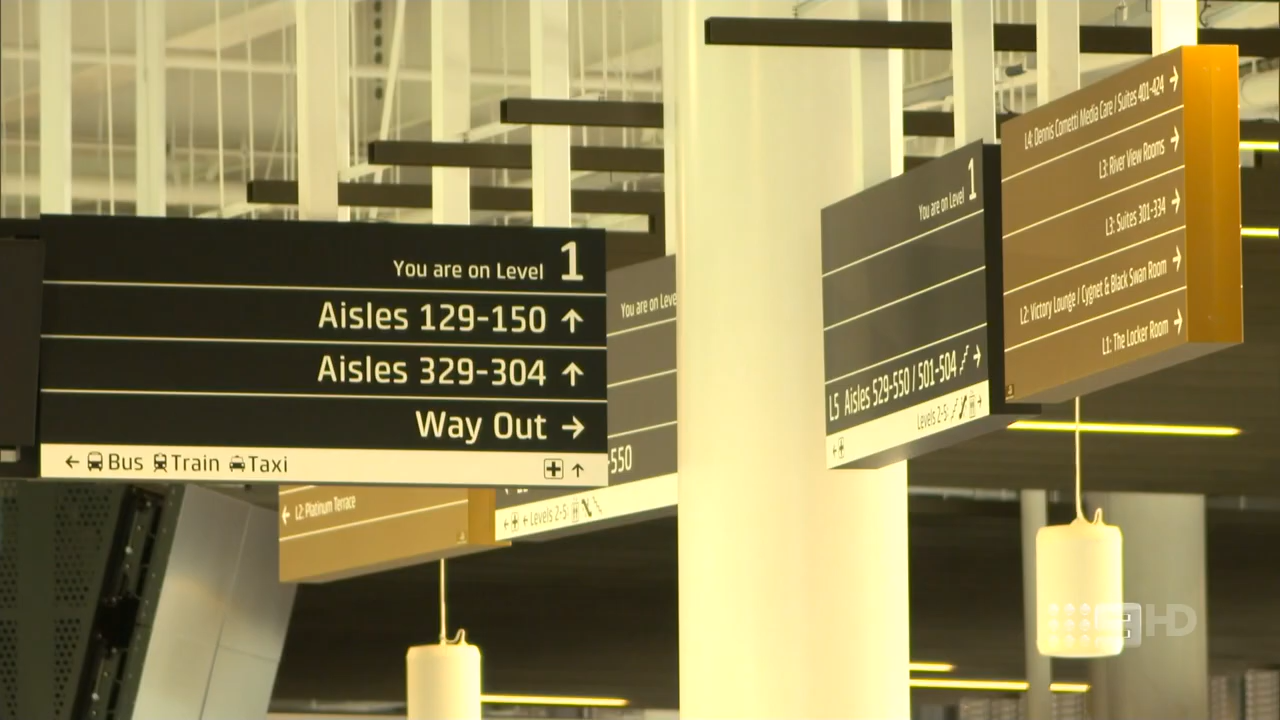 You are on Level 1
Aisles 129-150 ↑
Aisles 329-304 ↑
Way Out →
← Bus Train Taxi ↑
You are on Leve
-550
← Levels 2-5
← L2: Platinum Terrace
You are on Level 1
L5 Aisles 529-550 / 501-504 →
← Levels 2-5: →
L4: Dennis Cometti Media Care / Suites 401-424 →
L3: River View Rooms →
L3: Suites 301-334 →
L2: Victory Lounge / Cygnet & Black Swan Room →
L1: The Locker Room →
9HD